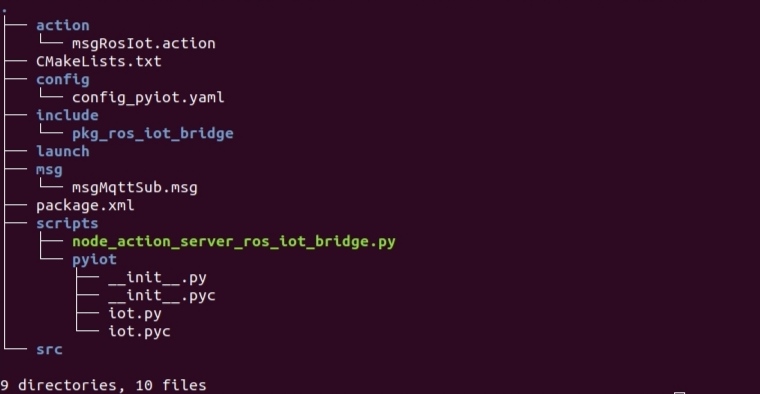 .
├── action
│   └── msgRosIot.action
├── CMakeLists.txt
├── config
│   └── config_pyiot.yaml
├── include
│   └── pkg_ros_iot_bridge
├── launch
├── msg
│   └── msgMqttSub.msg
├── package.xml
├── scripts
│   ├── node_action_server_ros_iot_bridge.py
│   └── pyiot
│       ├── __init__.py
│       ├── __init__.pyc
│       ├── iot.py
│       └── iot.pyc
└── src
9 directories, 10 files